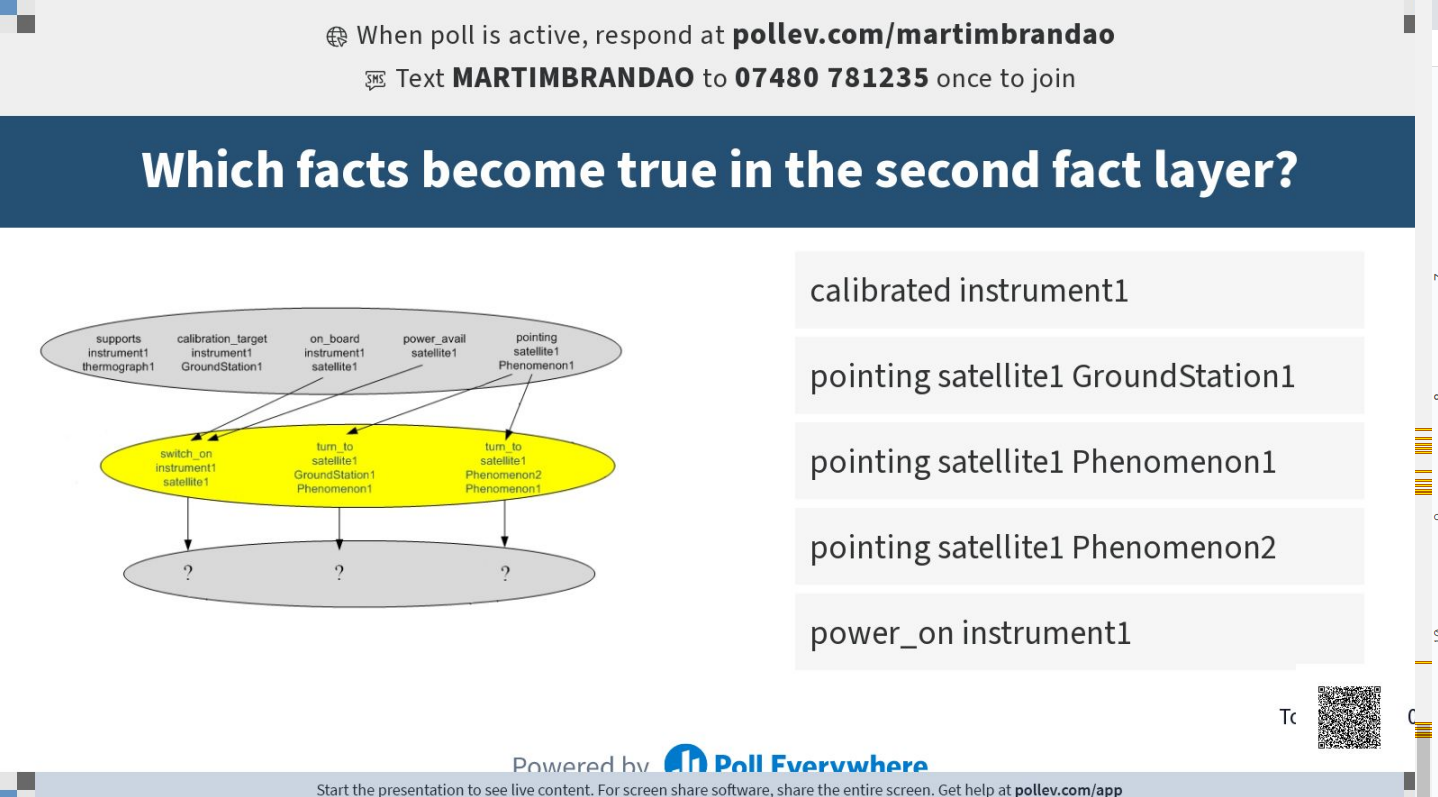 When poll is active, respond at pollev.com/martimbrandao
Text MARTIMBRANDAO to 07480 781235 once to join
Which facts become true in the second fact layer?
supports
instrument1
thermograph1
calibration_target
instrument1
GroundStation1
on_board
instrument1
satellite1
power_avail
satellite1
pointing
satellite1
Phenomenon1
switch_on
instrument1
satellite1
turn_to
satellite1
GroundStation1
Phenomenon1
turn_to
satellite1
Phenomenon2
Phenomenon1
?
?
?
calibrated instrument1
pointing satellite1 GroundStation1
pointing satellite1 Phenomenon1
pointing satellite1 Phenomenon2
power_on instrument1
Powered by Poll Everywhere
Start the presentation to see live content. For screen share software, share the entire screen. Get help at pollev.com/app